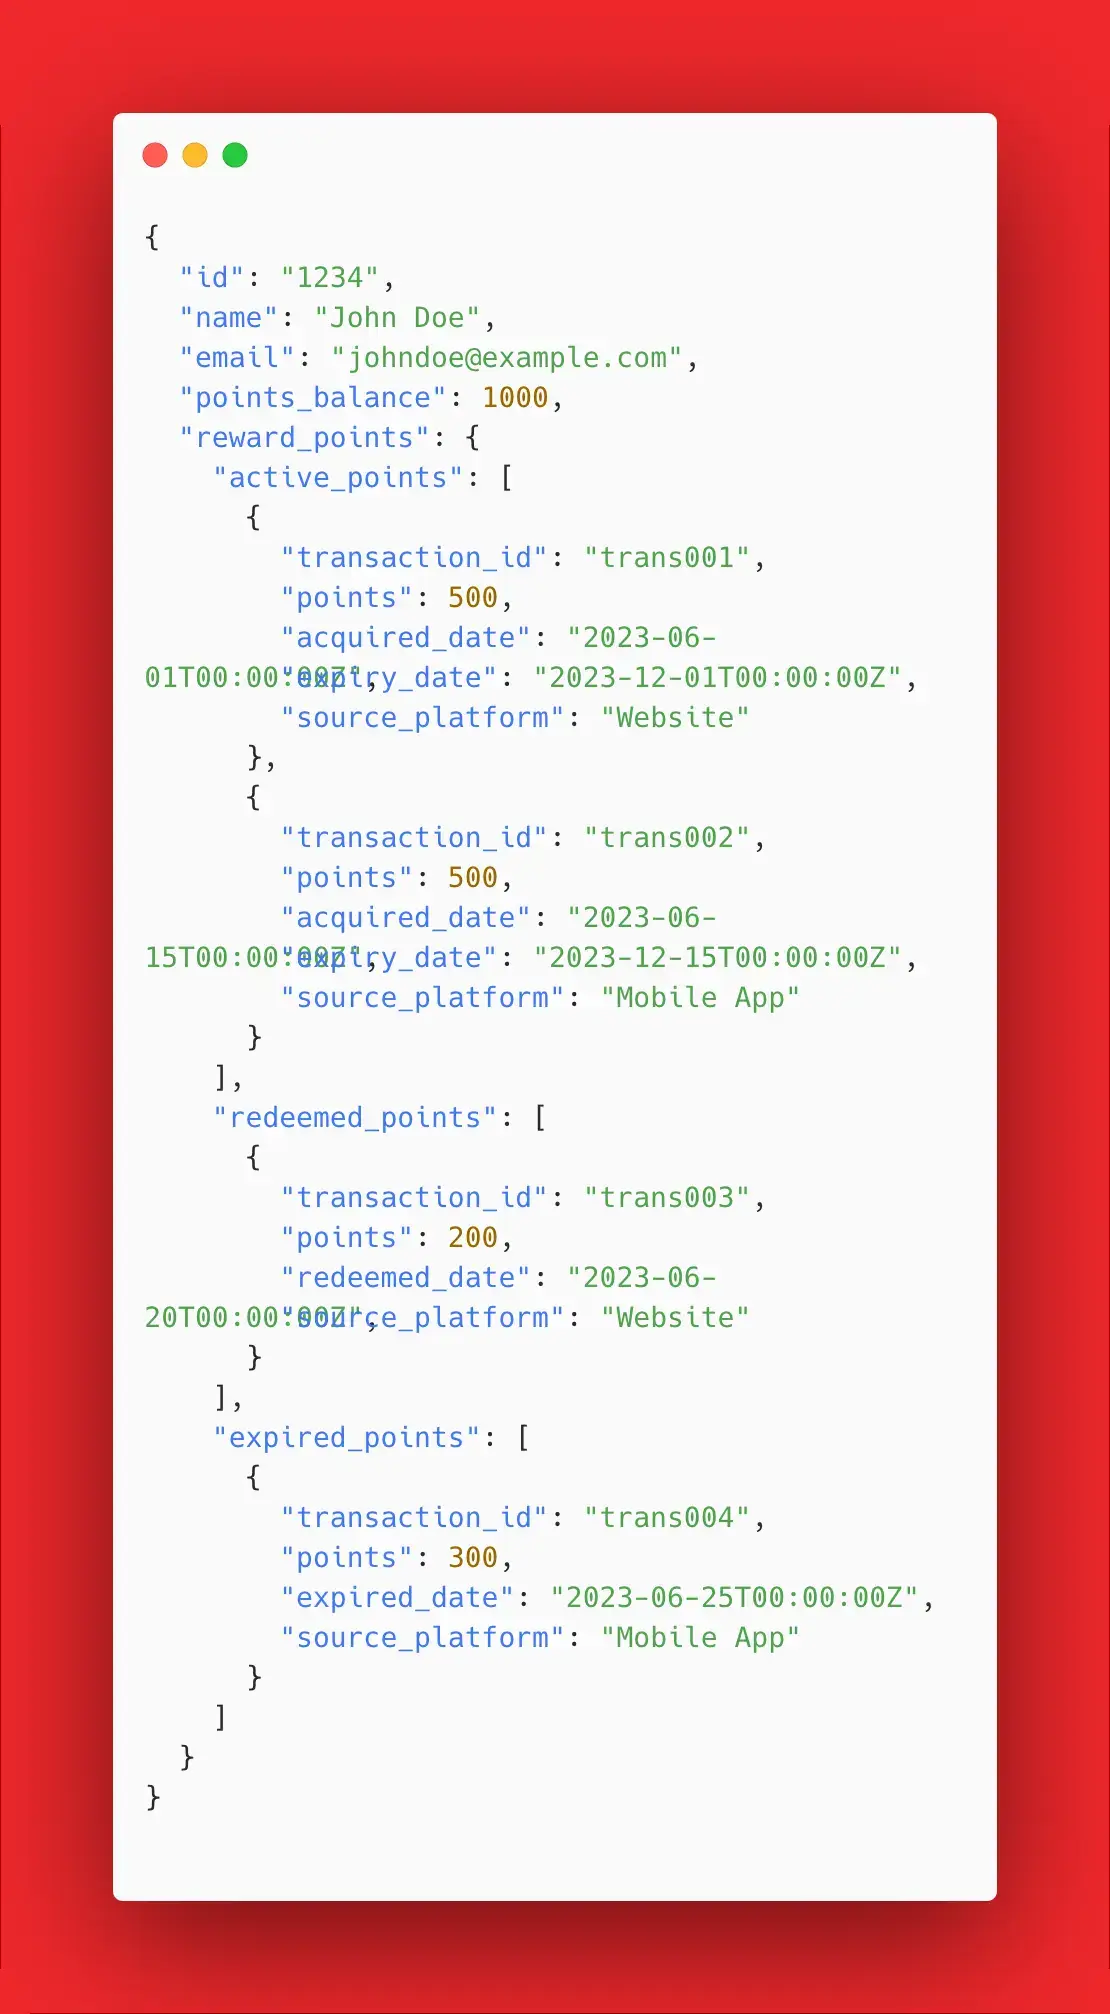 {
  "id": "1234",
  "name": "John Doe",
  "email": "johndoe@example.com",
  "points_balance": 1000,
  "reward_points": {
    "active_points": [
      {
        "transaction_id": "trans001",
        "points": 500,
        "acquired_date": "2023-06-
01T00:00:00Z",
        "expiry_date": "2023-12-01T00:00:00Z",
        "source_platform": "Website"
      },
      {
        "transaction_id": "trans002",
        "points": 500,
        "acquired_date": "2023-06-
15T00:00:00Z",
        "expiry_date": "2023-12-15T00:00:00Z",
        "source_platform": "Mobile App"
      }
    ],
    "redeemed_points": [
      {
        "transaction_id": "trans003",
        "points": 200,
        "redeemed_date": "2023-06-
20T00:00:00Z",
        "source_platform": "Website"
      }
    ],
    "expired_points": [
      {
        "transaction_id": "trans004",
        "points": 300,
        "expired_date": "2023-06-25T00:00:00Z",
        "source_platform": "Mobile App"
      }
    ]
  }
}